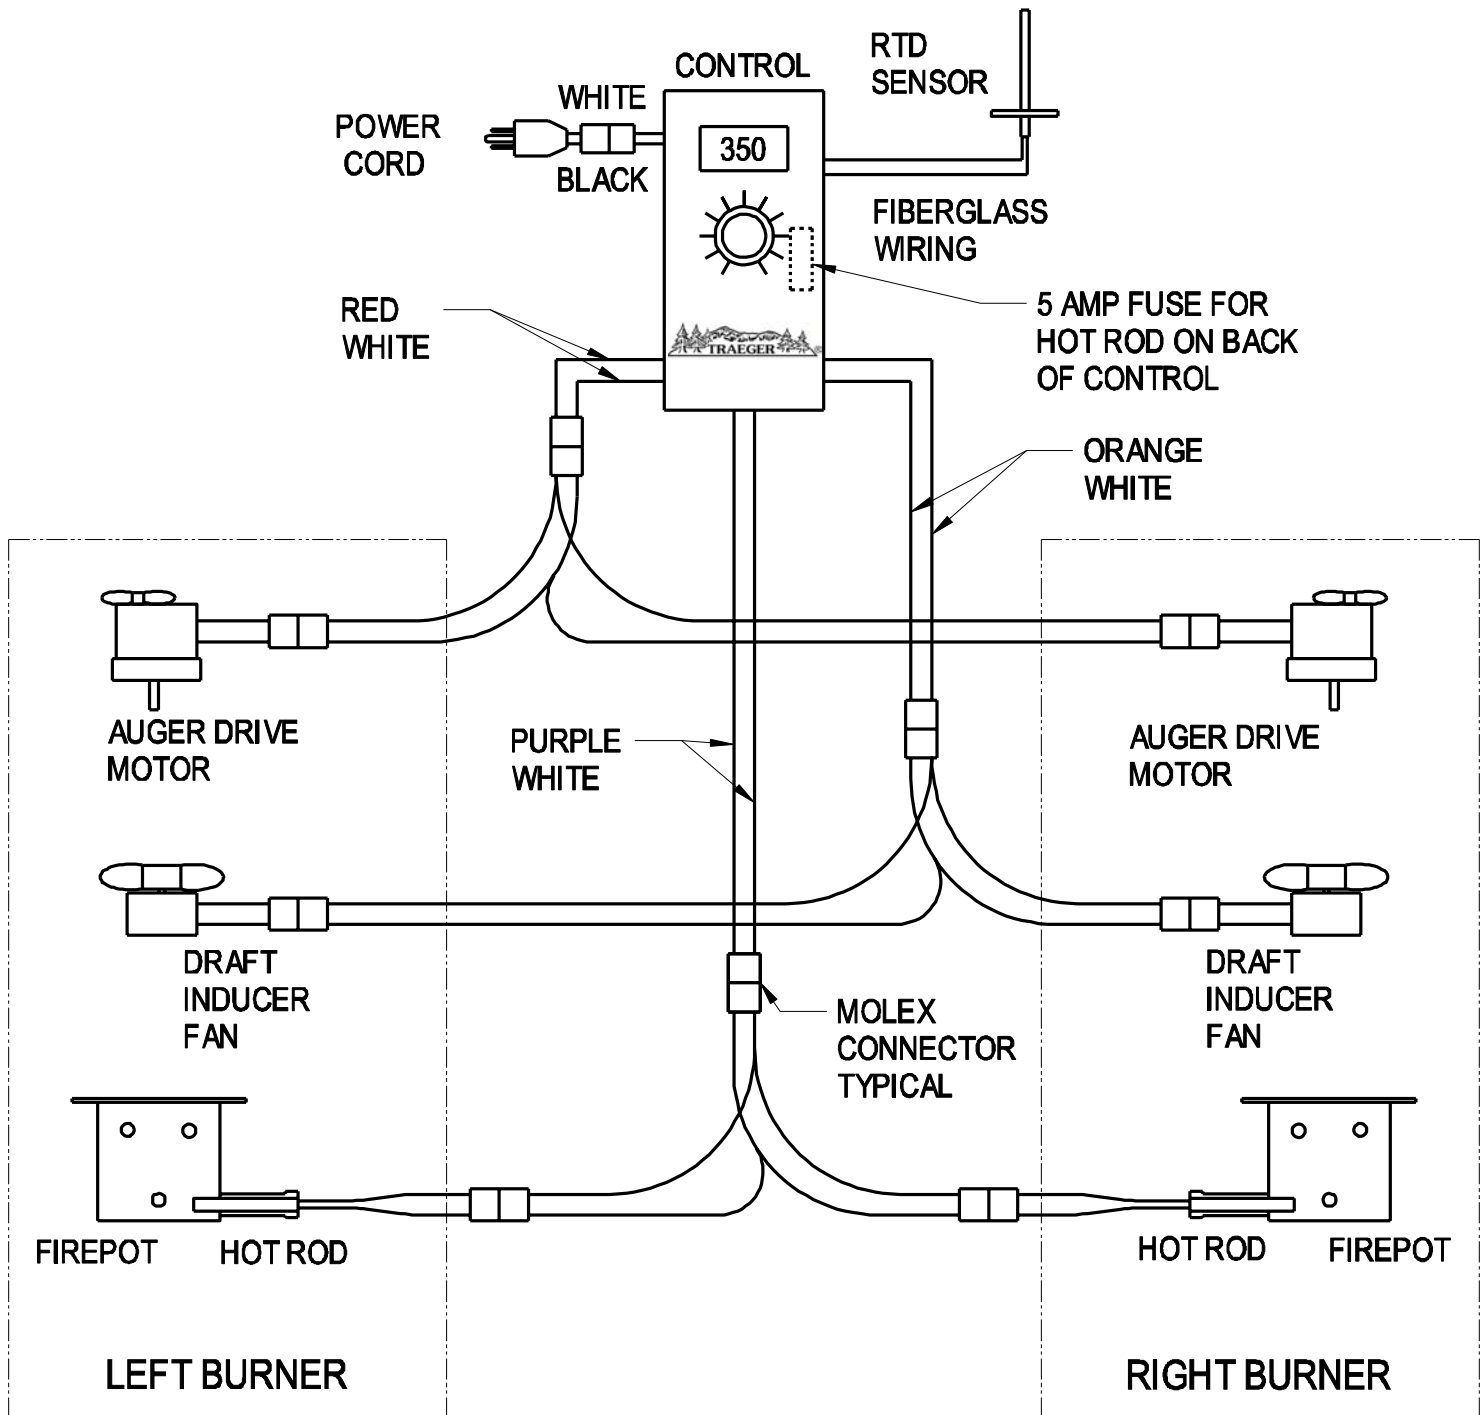 CONTROL
RTD
SENSOR
WHITE
POWER
CORD
BLACK
350
FIBERGLASS
WIRING
RED
WHITE
5 AMP FUSE FOR
HOT ROD ON BACK
OF CONTROL
TRAEGER®
ORANGE
WHITE
AUGER DRIVE
MOTOR
PURPLE
WHITE
AUGER DRIVE
MOTOR
DRAFT
INDUCER
FAN
MOLEX
CONNECTOR
TYPICAL
DRAFT
INDUCER
FAN
FIREPOT
HOT ROD
HOT ROD
FIREPOT
LEFT BURNER
RIGHT BURNER